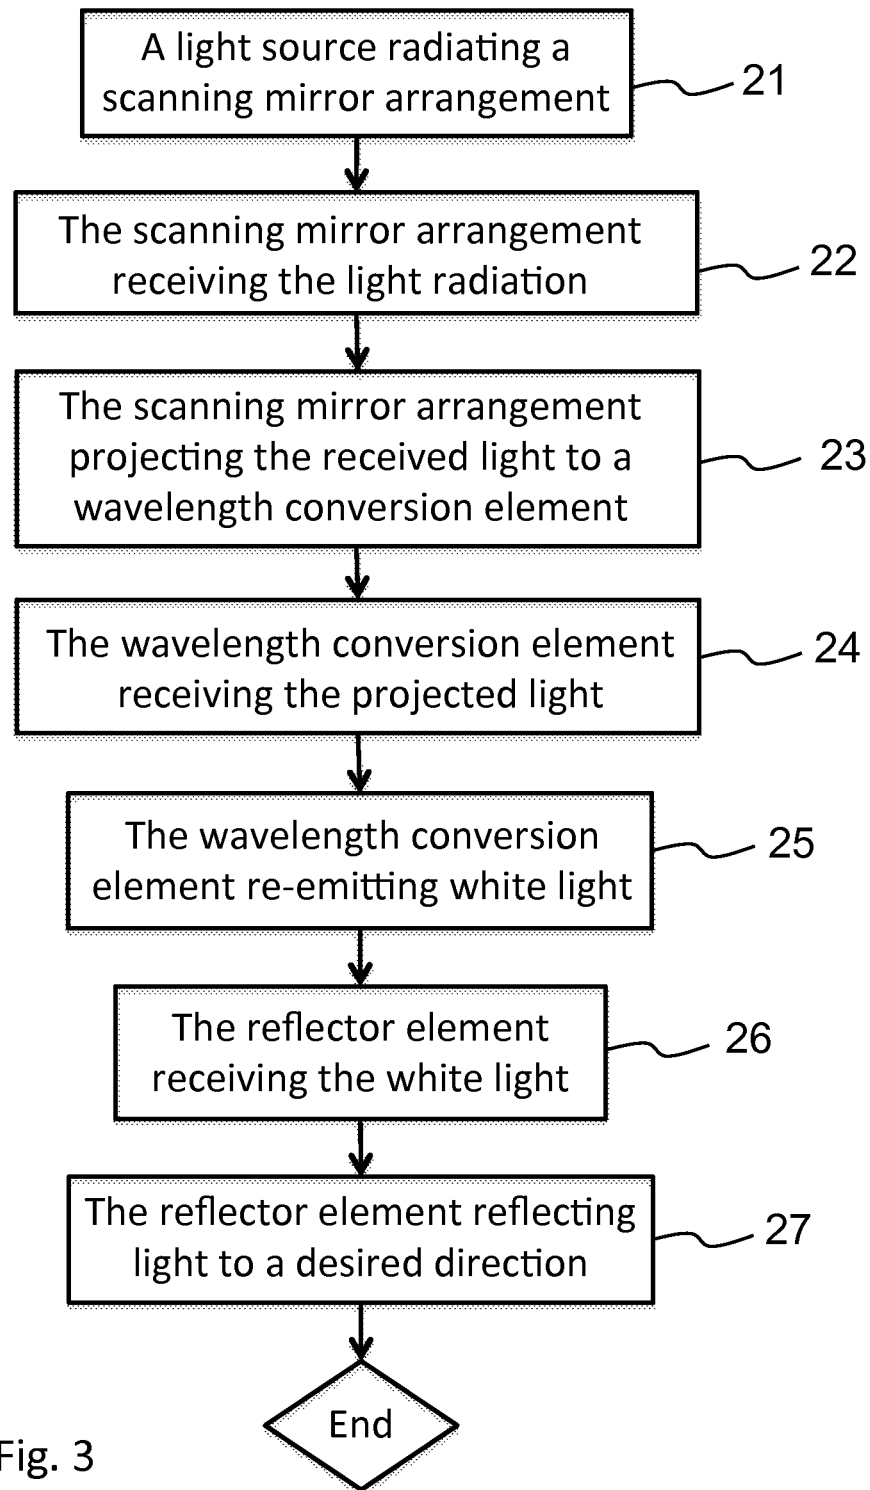 A light source radiating a
scanning mirror arrangement
21
The scanning mirror arrangement
receiving the light radiation
22
The scanning mirror arrangement
projecting the received light to a
wavelength conversion element
23
The wavelength conversion element
receiving the projected light
24
The wavelength conversion
element re-emitting white light
25
The reflector element
receiving the white light
26
The reflector element reflecting
light to a desired direction
27
End
Fig. 3